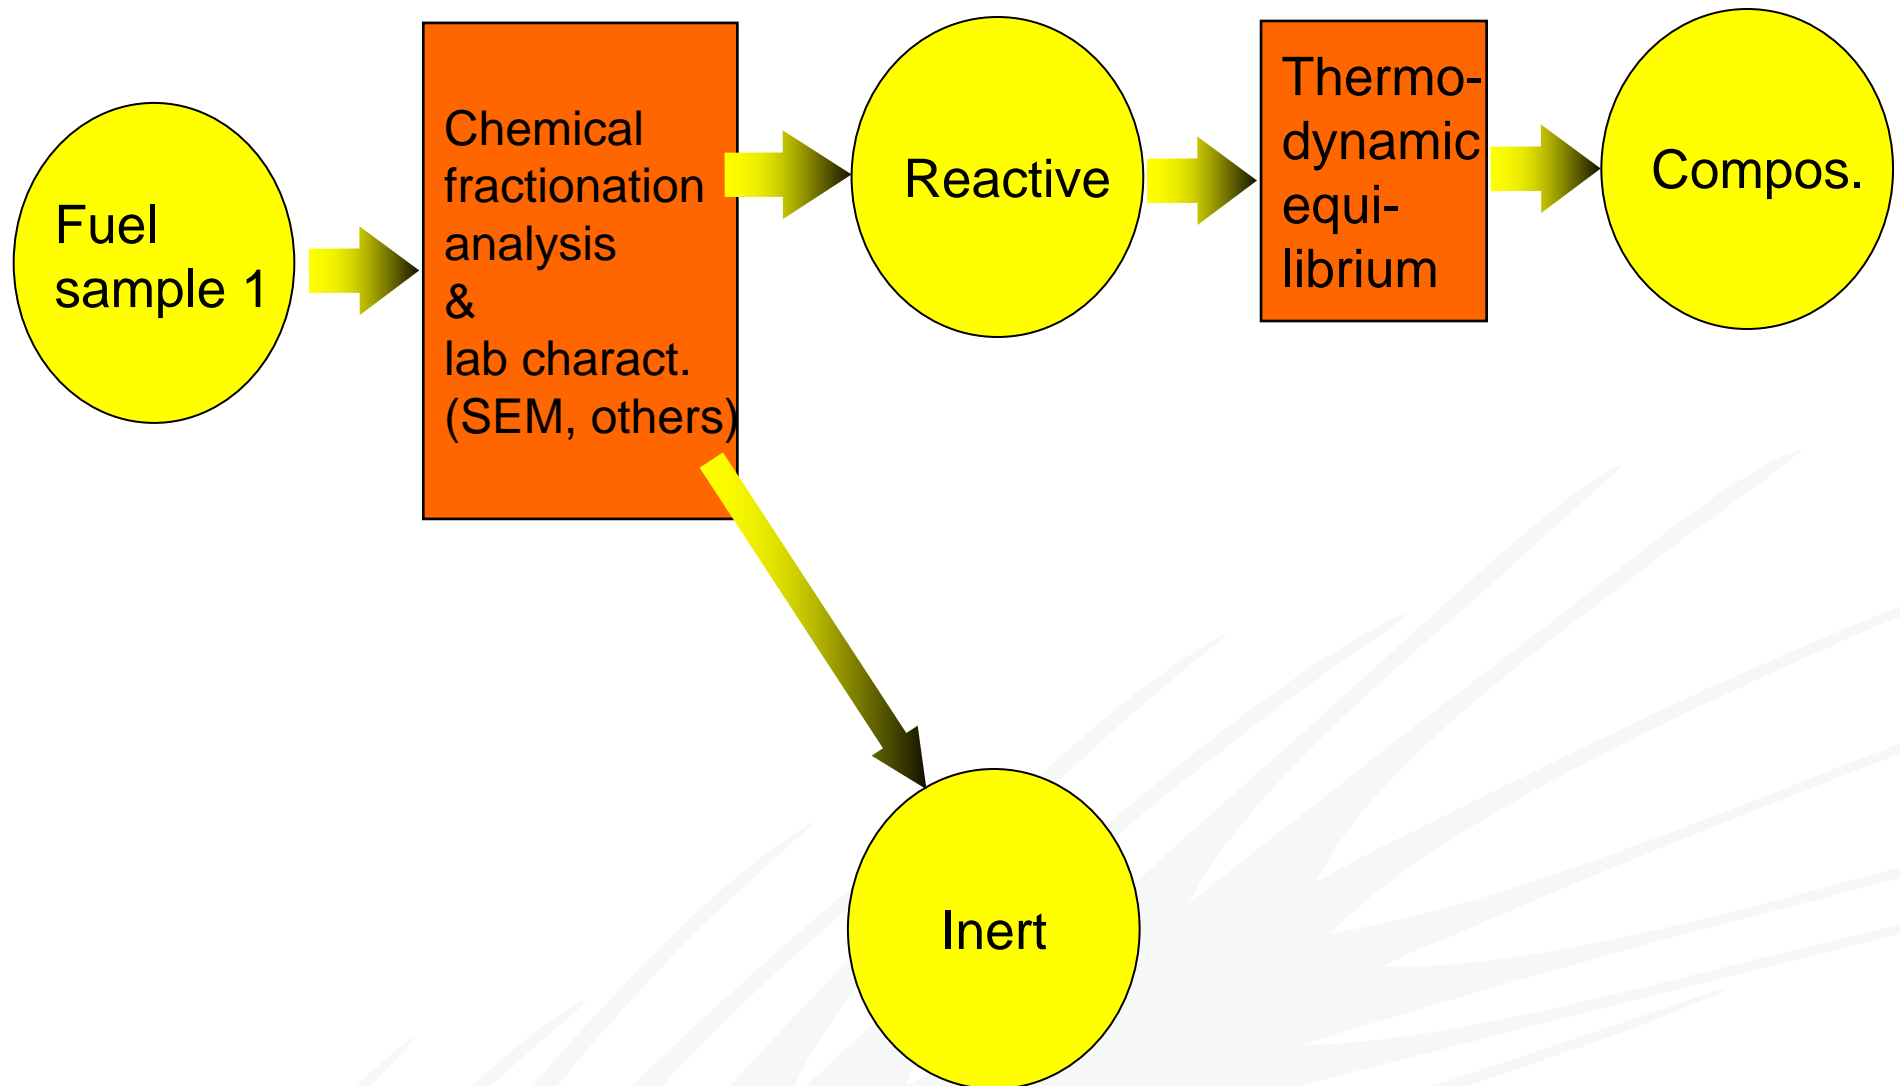 Fuel
sample 1
Chemical
fractionation
analysis
&
lab charact.
(SEM, others)
Reactive
Thermo-
dynamic
equi-
librium
Compos.
Inert